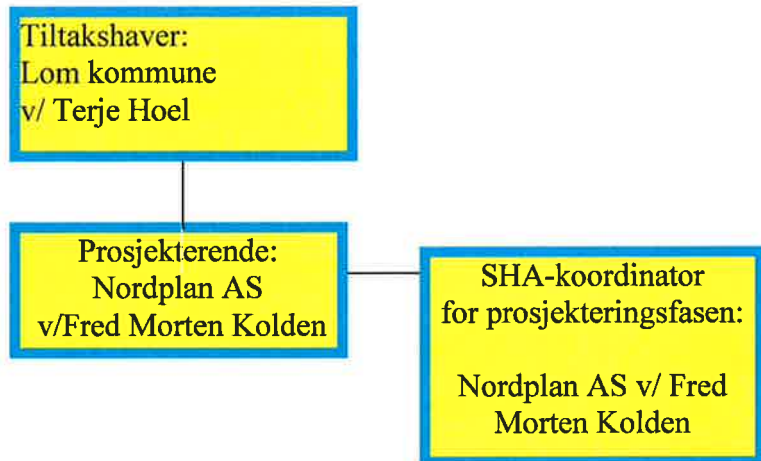 Tiltakshaver:
Lom kommune
v/ Terje Hoel
Prosjekterende:
Nordplan AS
v/Fred Morten Kolden
SHA-koordinator
for prosjekteringsfasen:
Nordplan AS v/ Fred
Morten Kolden